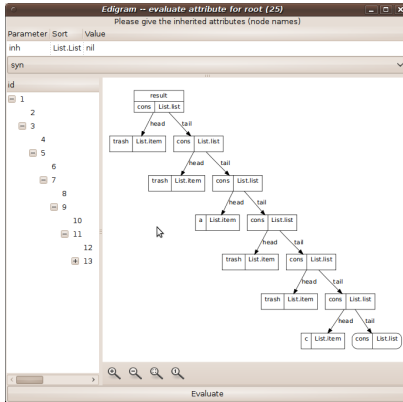 Edigram -- evaluate attribute for root (25)
Please give the inherited attributes (node names)
Parameter Sort Value
inh List.List nil
syn
id
1
2
3
4
5
6
7
8
9
10
11
12
13
result
cons List.list
head tail
trash List.item cons List.list
head tail
trash List.item cons List.list
head tail
a List.item cons List.list
head tail
trash List.item cons List.list
head tail
trash List.item cons List.list
head tail
c List.item cons List.list
Evaluate